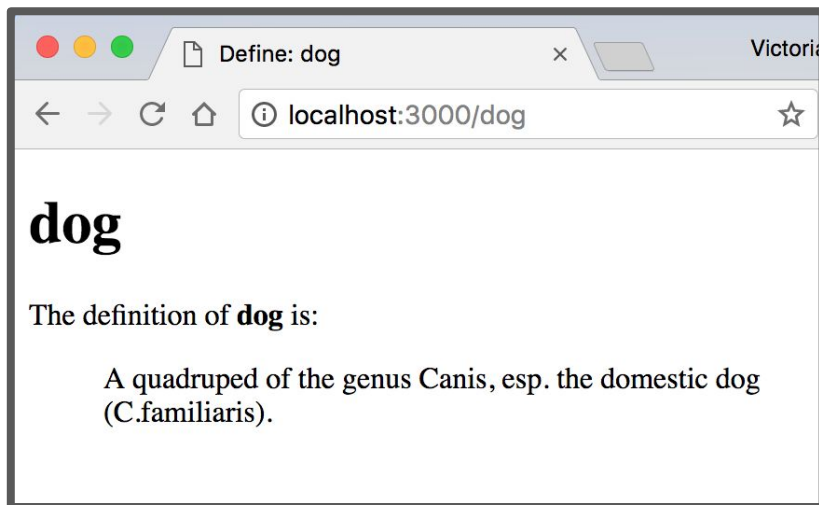 Define: dog
Victoria
localhost:3000/dog
dog
The definition of dog is:
A quadruped of the genus Canis, esp. the domestic dog
(C.familiaris).